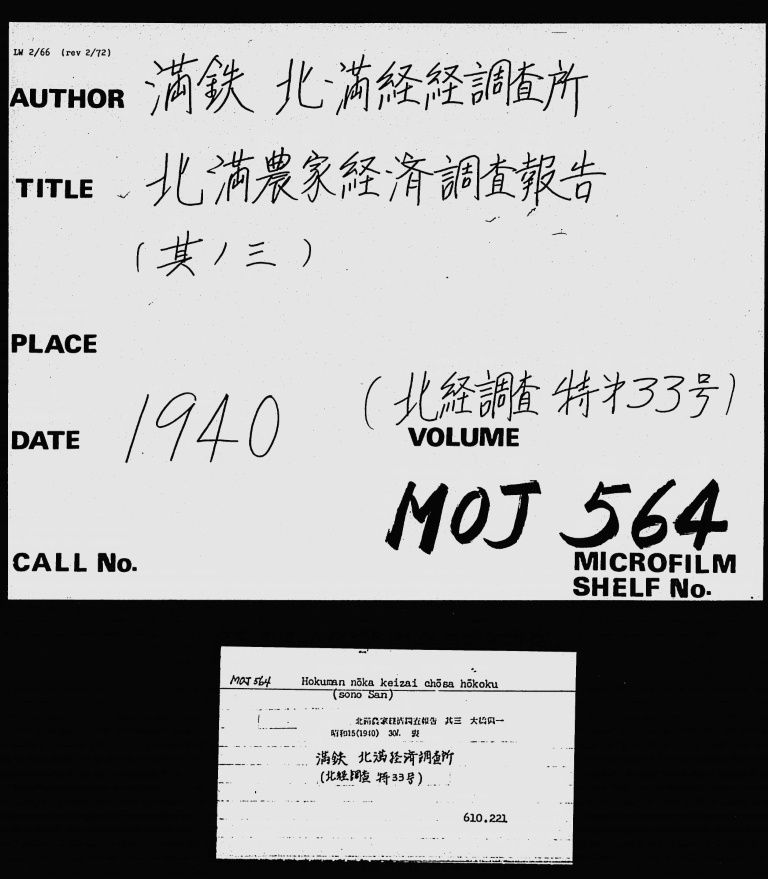 LW 2/66 (rev 2/72)
AUTHOR 満鉄 北満経経調査所
TITLE 北満農家経済調査報告
(其ノ三)
PLACE
(北経調査 特第33号)
DATE 1940
VOLUME
MOJ 564
CALL No.
MICROFILM
SHELF No.
MOJ 564 Hokuman nōka keizai chōsa hōkoku
(sono San)
北満農家経済調査報告 其三
昭和15(1940) 30l. 表
満鉄 北満経済調査所
(北経調査 特33号)
610.221